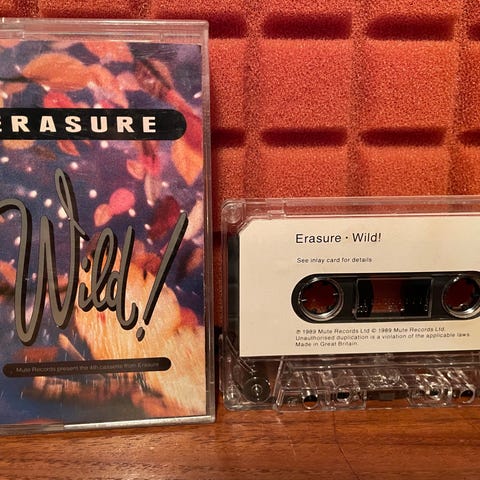 ERASURE
Wild!
Mute Records present the 4th cassette from Erasure
Erasure · Wild!
See inlay card for details
℗ 1989 Mute Records Ltd © 1989 Mute Records Ltd.
Unauthorised duplication is a violation of the applicable laws.
Made in Great Britain.